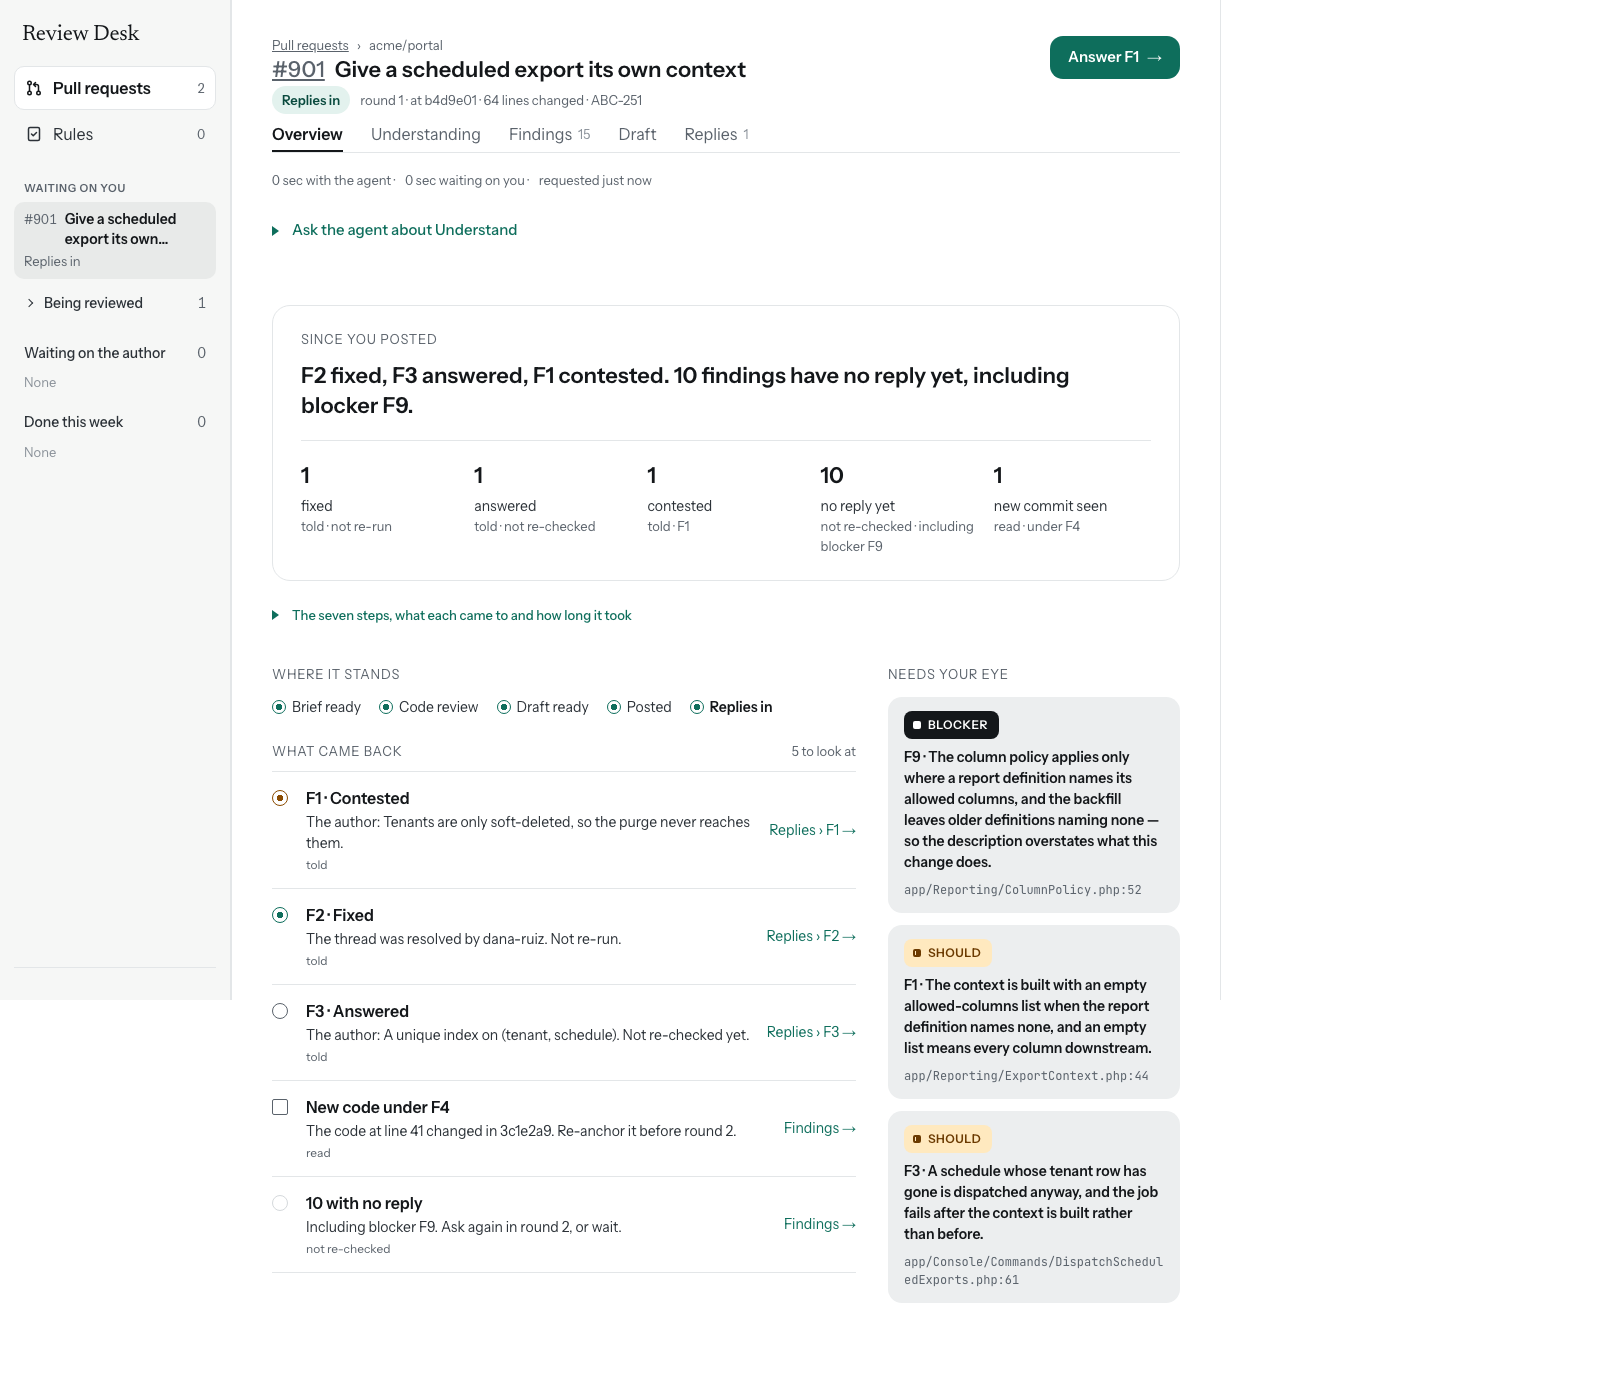 Review Desk
Pull requests 2
Rules 0
WAITING ON YOU
#901 Give a scheduled
export its own...
Replies in
Being reviewed 1
Waiting on the author 0
None
Done this week 0
None
Pull requests › acme/portal
#901 Give a scheduled export its own context
Answer F1 →
Replies in round 1 · at b4d9e01 · 64 lines changed · ABC-251
Overview Understanding Findings 15 Draft Replies 1
0 sec with the agent · 0 sec waiting on you · requested just now
Ask the agent about Understand
SINCE YOU POSTED
F2 fixed, F3 answered, F1 contested. 10 findings have no reply yet, including
blocker F9.
1
fixed
told · not re-run
1
answered
told · not re-checked
1
contested
told · F1
10
no reply yet
not re-checked · including
blocker F9
1
new commit seen
read · under F4
The seven steps, what each came to and how long it took
WHERE IT STANDS
Brief ready Code review Draft ready Posted Replies in
WHAT CAME BACK 5 to look at
F1 · Contested
The author: Tenants are only soft-deleted, so the purge never reaches
them.
told
Replies › F1 →
F2 · Fixed
The thread was resolved by dana-ruiz. Not re-run.
told
Replies › F2 →
F3 · Answered
The author: A unique index on (tenant, schedule). Not re-checked yet.
told
Replies › F3 →
New code under F4
The code at line 41 changed in 3c1e2a9. Re-anchor it before round 2.
read
Findings →
10 with no reply
Including blocker F9. Ask again in round 2, or wait.
not re-checked
Findings →
NEEDS YOUR EYE
BLOCKER
F9 · The column policy applies only
where a report definition names its
allowed columns, and the backfill
leaves older definitions naming none —
so the description overstates what this
change does.
app/Reporting/ColumnPolicy.php:52
SHOULD
F1 · The context is built with an empty
allowed-columns list when the report
definition names none, and an empty
list means every column downstream.
app/Reporting/ExportContext.php:44
SHOULD
F3 · A schedule whose tenant row has
gone is dispatched anyway, and the job
fails after the context is built rather
than before.
app/Console/Commands/DispatchSchedul
edExports.php:61